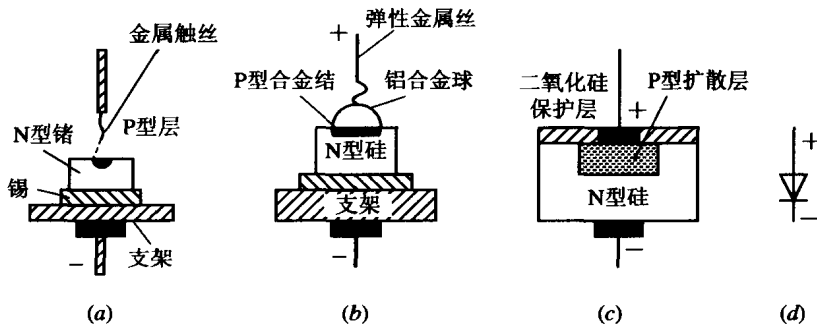 金属触丝
P型层
N型锗
锡
支架
−
(a)
+
弹性金属丝
P型合金结
铝合金球
N型硅
支架
−
(b)
二氧化硅
保护层
P型扩散层
+
N型硅
−
(c)
+
−
(d)